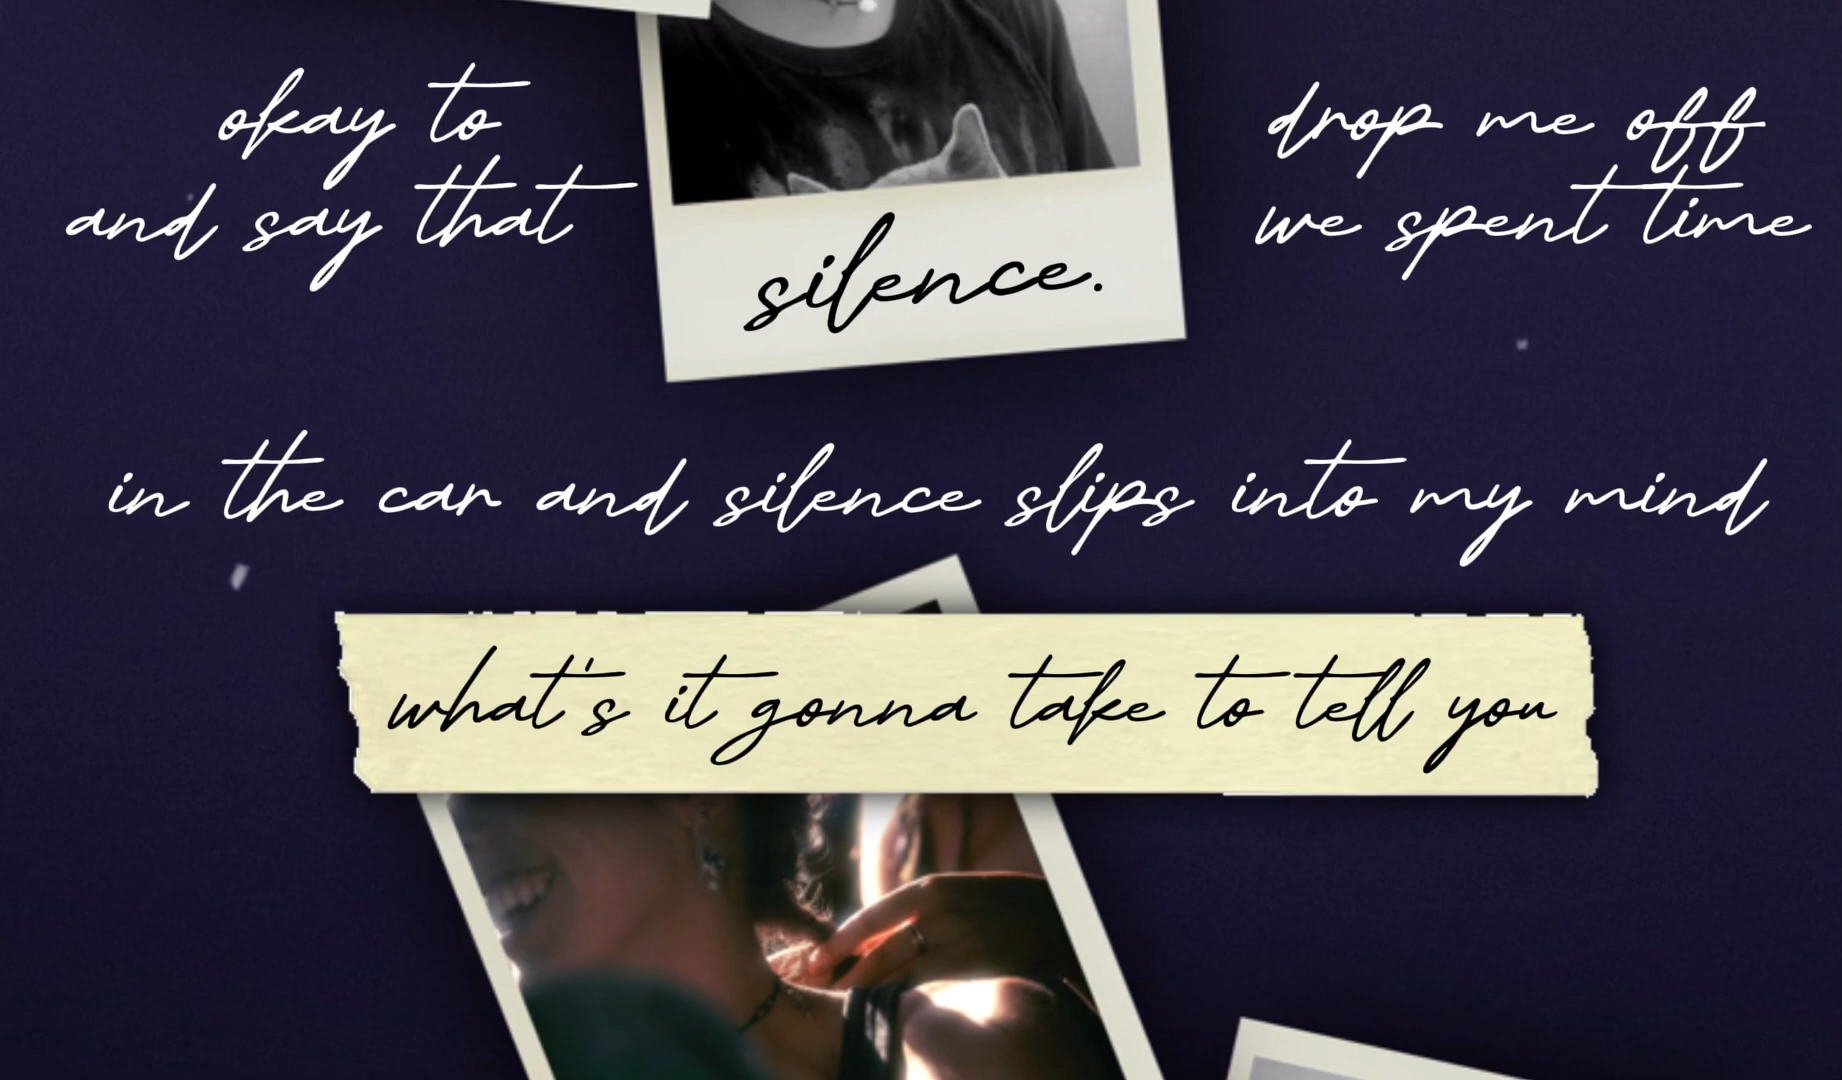 okay to
drop me off
and say that
we spent time
silence.
in the car and silence slips into my mind
what's it gonna take to tell you